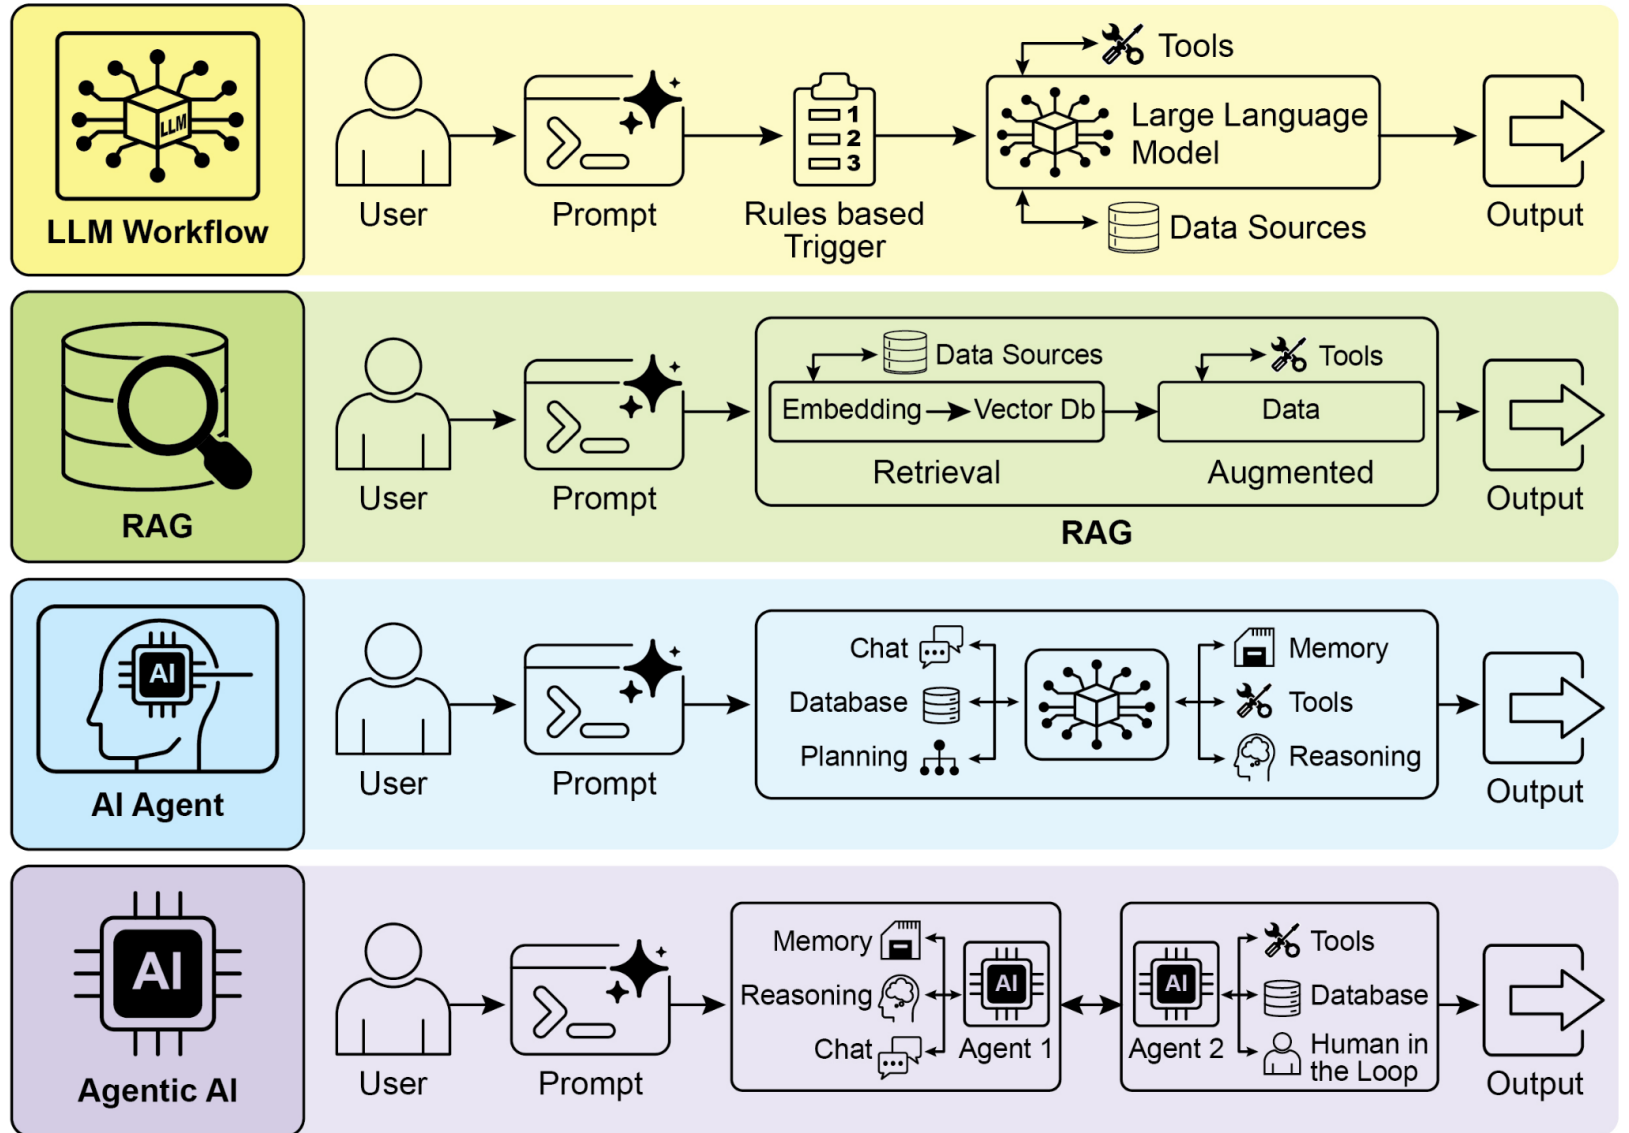 LLM
LLM Workflow
User
Prompt
1
2
3
Rules based
Trigger
Tools
Large Language
Model
Data Sources
Output
RAG
User
Prompt
Data Sources
Embedding
Vector Db
Retrieval
Tools
Data
Augmented
RAG
Output
AI
AI Agent
User
Prompt
Chat
Database
Planning
Memory
Tools
Reasoning
Output
AI
Agentic AI
User
Prompt
Memory
Reasoning
Chat
AI
Agent 1
AI
Agent 2
Tools
Database
Human in
the Loop
Output